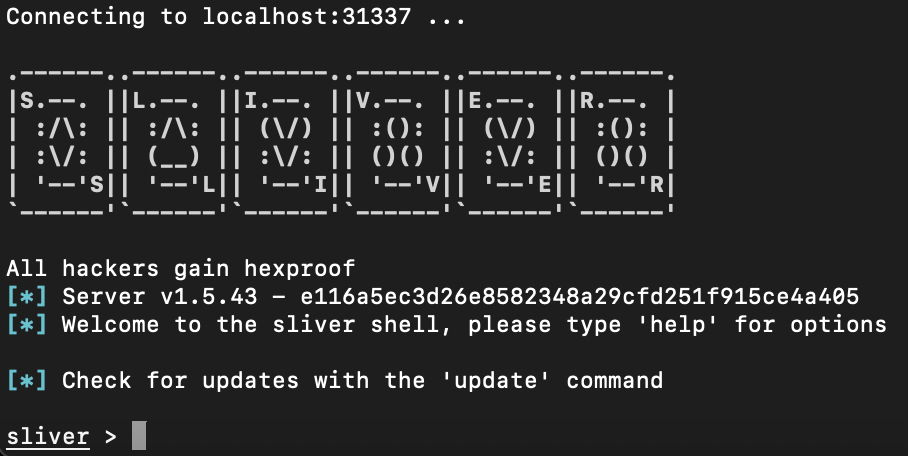 Connecting to localhost:31337 ...
.------..------..------..------..------..------.
|S.--. ||L.--. ||I.--. ||V.--. ||E.--. ||R.--. |
| :/\: || :/\: || (\/) || :(): || (\/) || :(): |
| :\/: || (__) || :\/: || ()() || :\/: || ()() |
| '--'S|| '--'L|| '--'I|| '--'V|| '--'E|| '--'R|
`------'`------'`------'`------'`------'`------'
All hackers gain hexproof
[*] Server v1.5.43 - e116a5ec3d26e8582348a29cfd251f915ce4a405
[*] Welcome to the sliver shell, please type 'help' for options
[*] Check for updates with the 'update' command
sliver >